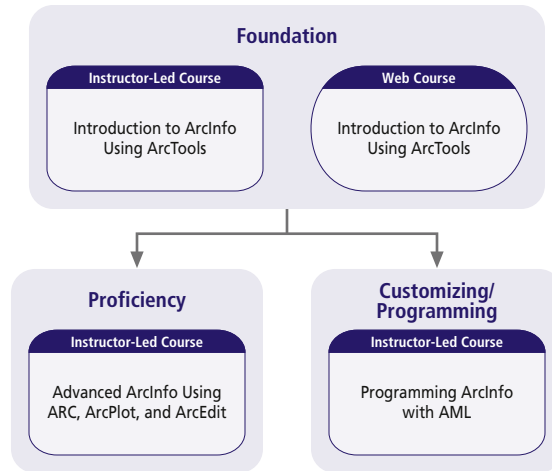 Foundation
Instructor-Led Course
Introduction to ArcInfo
Using ArcTools
Web Course
Introduction to ArcInfo
Using ArcTools
Proficiency
Instructor-Led Course
Advanced ArcInfo Using
ARC, ArcPlot, and ArcEdit
Customizing/
Programming
Instructor-Led Course
Programming ArcInfo
with AML